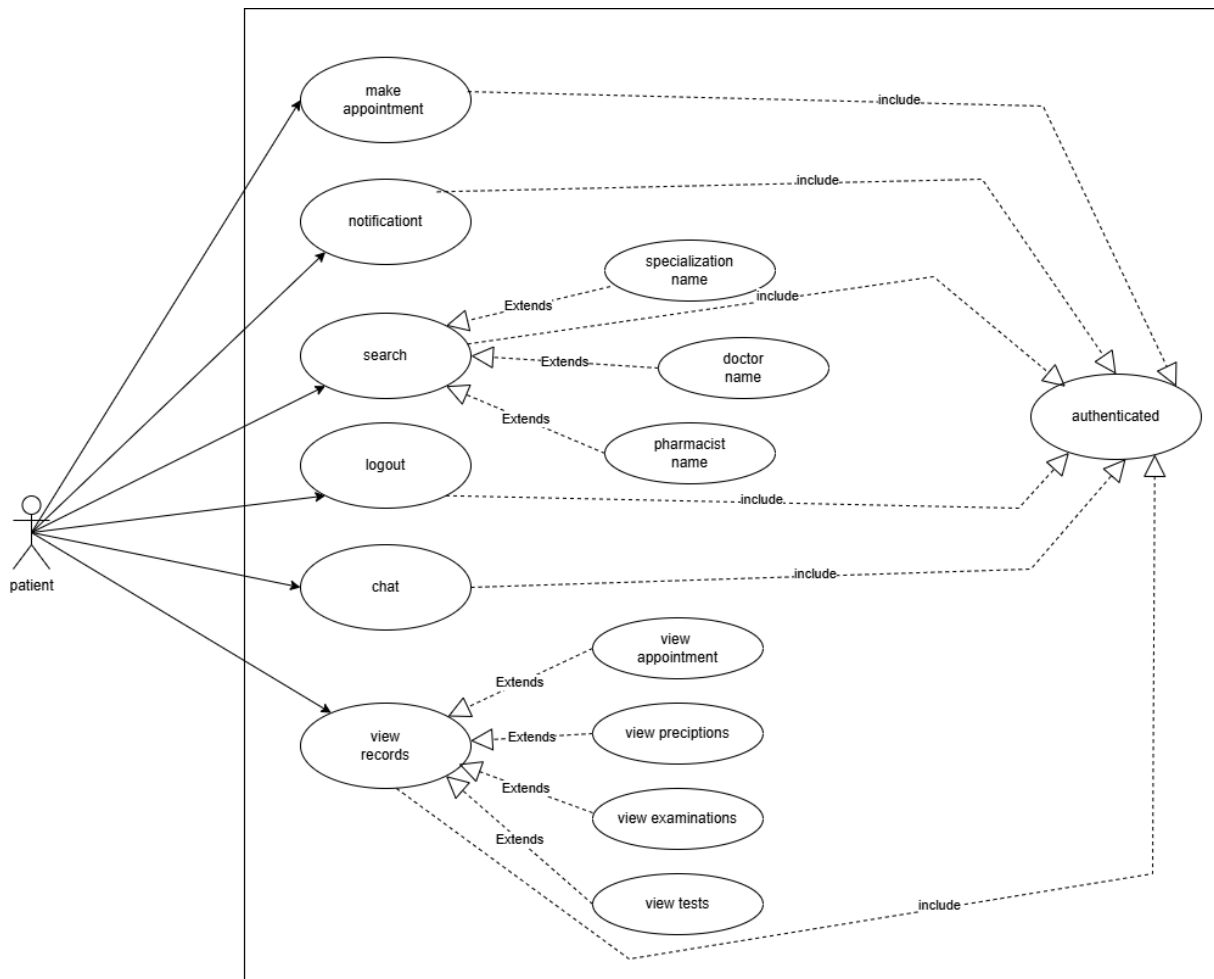 make
appointment
include
notificationt
include
specialization
name
include
Extends
search
Extends
doctor
name
authenticated
Extends
pharmacist
name
logout
include
patient
chat
include
view
appointment
Extends
view
records
Extends
view preciptions
Extends
view examinations
Extends
view tests
include